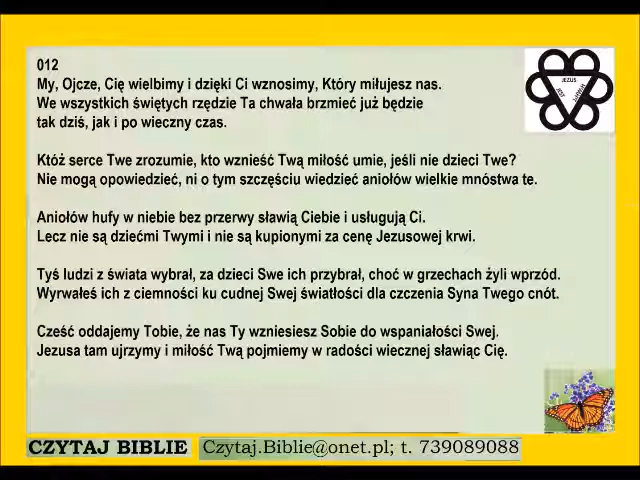 012
My, Ojcze, Cię wielbimy i dzięki Ci wznosimy, Który miłujesz nas.
We wszystkich świętych rzędzie Ta chwała brzmieć już będzie
tak dziś, jak i po wieczny czas.
Któż serce Twe zrozumie, kto wznieść Twą miłość umie, jeśli nie dzieci Twe?
Nie mogą opowiedzieć, ni o tym szczęściu wiedzieć aniołów wielkie mnóstwa te.
Aniołów hufy w niebie bez przerwy sławią Ciebie i usługują Ci.
Lecz nie są dziećmi Twymi i nie są kupionymi za cenę Jezusowej krwi.
Tyś ludzi z świata wybrał, za dzieci Swe ich przybrał, choć w grzechach żyli wprzód.
Wyrwałeś ich z ciemności ku cudnej Swej światłości dla czczenia Syna Twego cnót.
Cześć oddajemy Tobie, że nas Ty wzniesiesz Sobie do wspaniałości Swej.
Jezusa tam ujrzymy i miłość Twą pojmiemy w radości wiecznej sławiąc Cię.
JEZUS
JEST
CZYTAJ BIBLIE
Czytaj.Biblie@onet.pl; t. 739089088